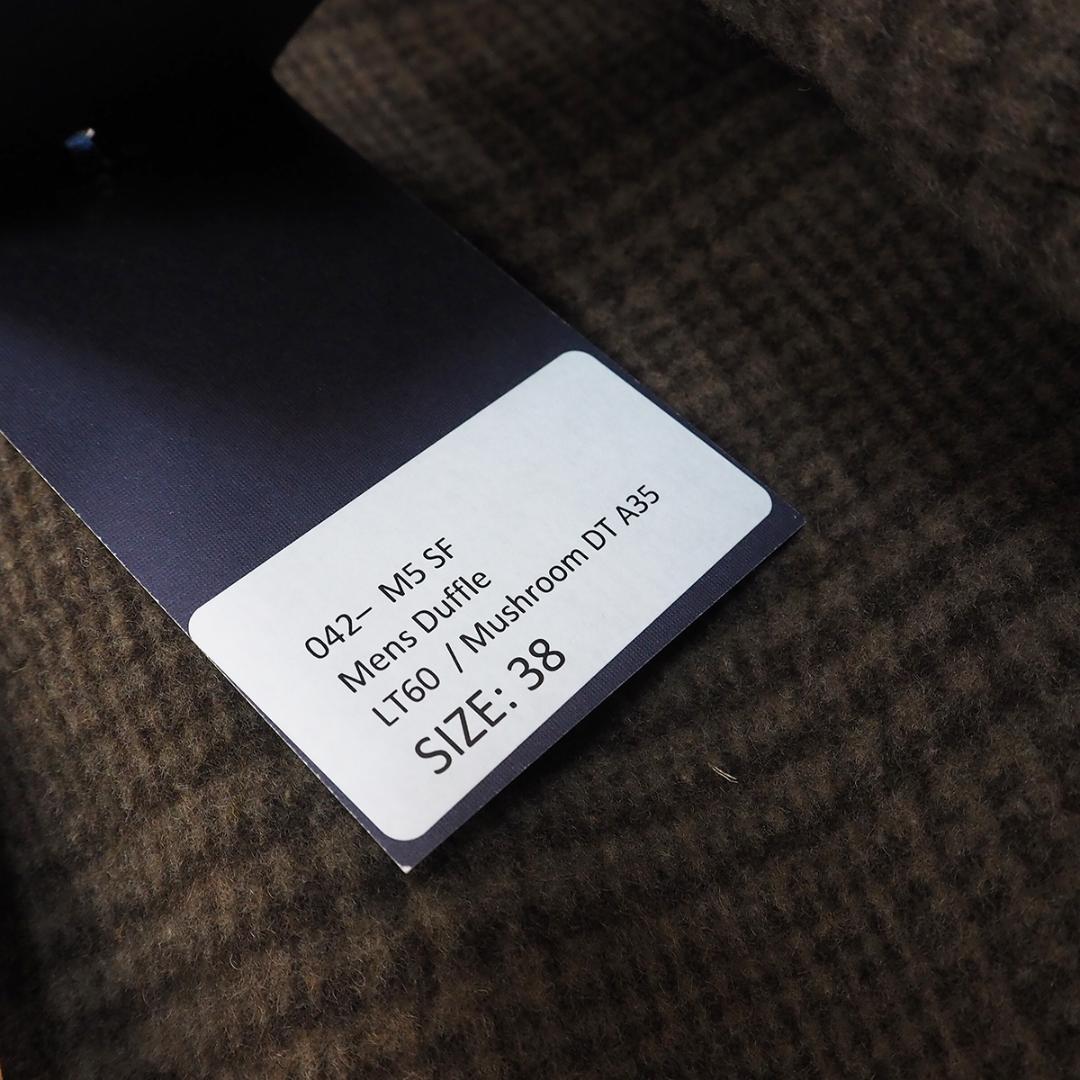 042– M5 SF
Mens Duffle
LT60 / Mushroom DT A35
SIZE: 38